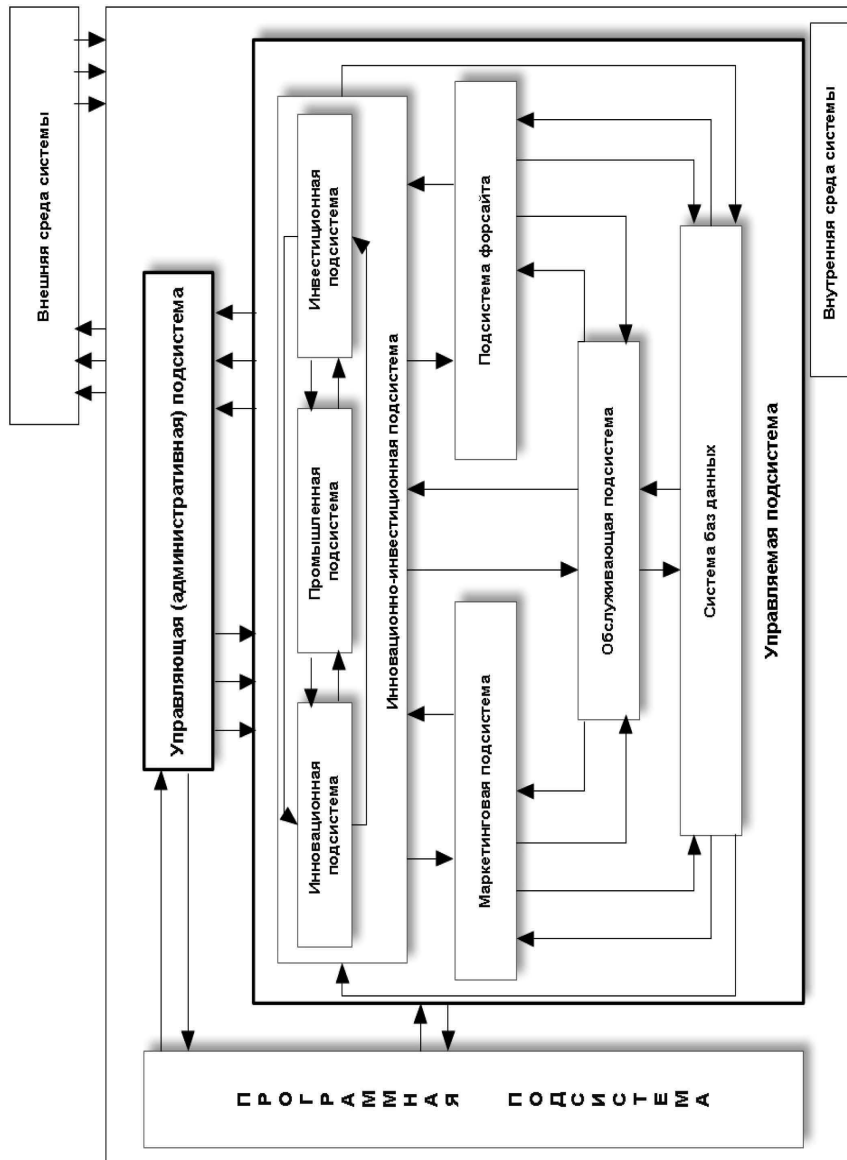 Внешняя среда системы
Управляющая (административная) подсистема
Инновационная
подсистема
Промышленная
подсистема
Инвестиционная
подсистема
Инновационно-инвестиционная подсистема
Маркетинговая подсистема
Подсистема форсайта
Обслуживающая подсистема
Система баз данных
Управляемая подсистема
Внутренняя среда системы
ПРОГРАММНАЯ ПОДСИСТЕМА